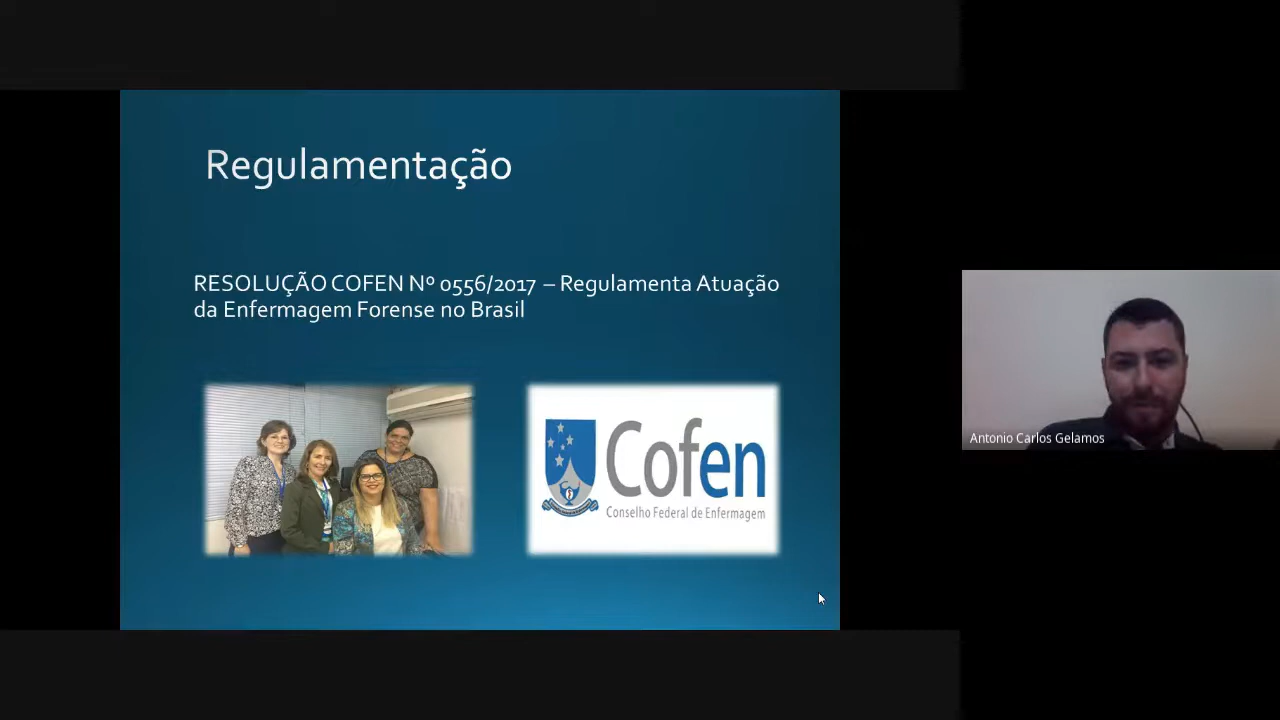 Regulamentação
RESOLUÇÃO COFEN Nº 0556/2017 – Regulamenta Atuação
da Enfermagem Forense no Brasil
Cofen
Conselho Federal de Enfermagem
Antonio Carlos Gelamos